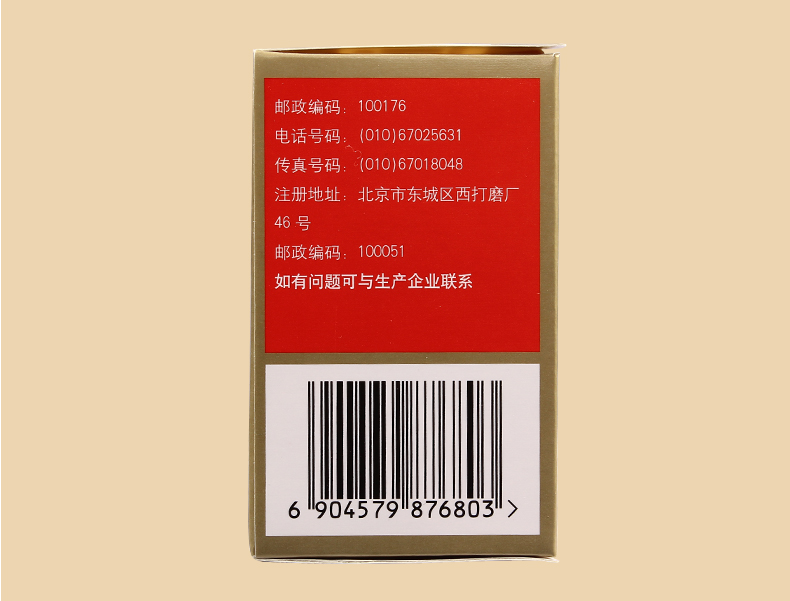 邮政编码：100176
电话号码：(010)67025631
传真号码：(010)67018048
注册地址：北京市东城区西打磨厂
46 号
邮政编码：100051
如有问题可与生产企业联系
6 904579 876803 >